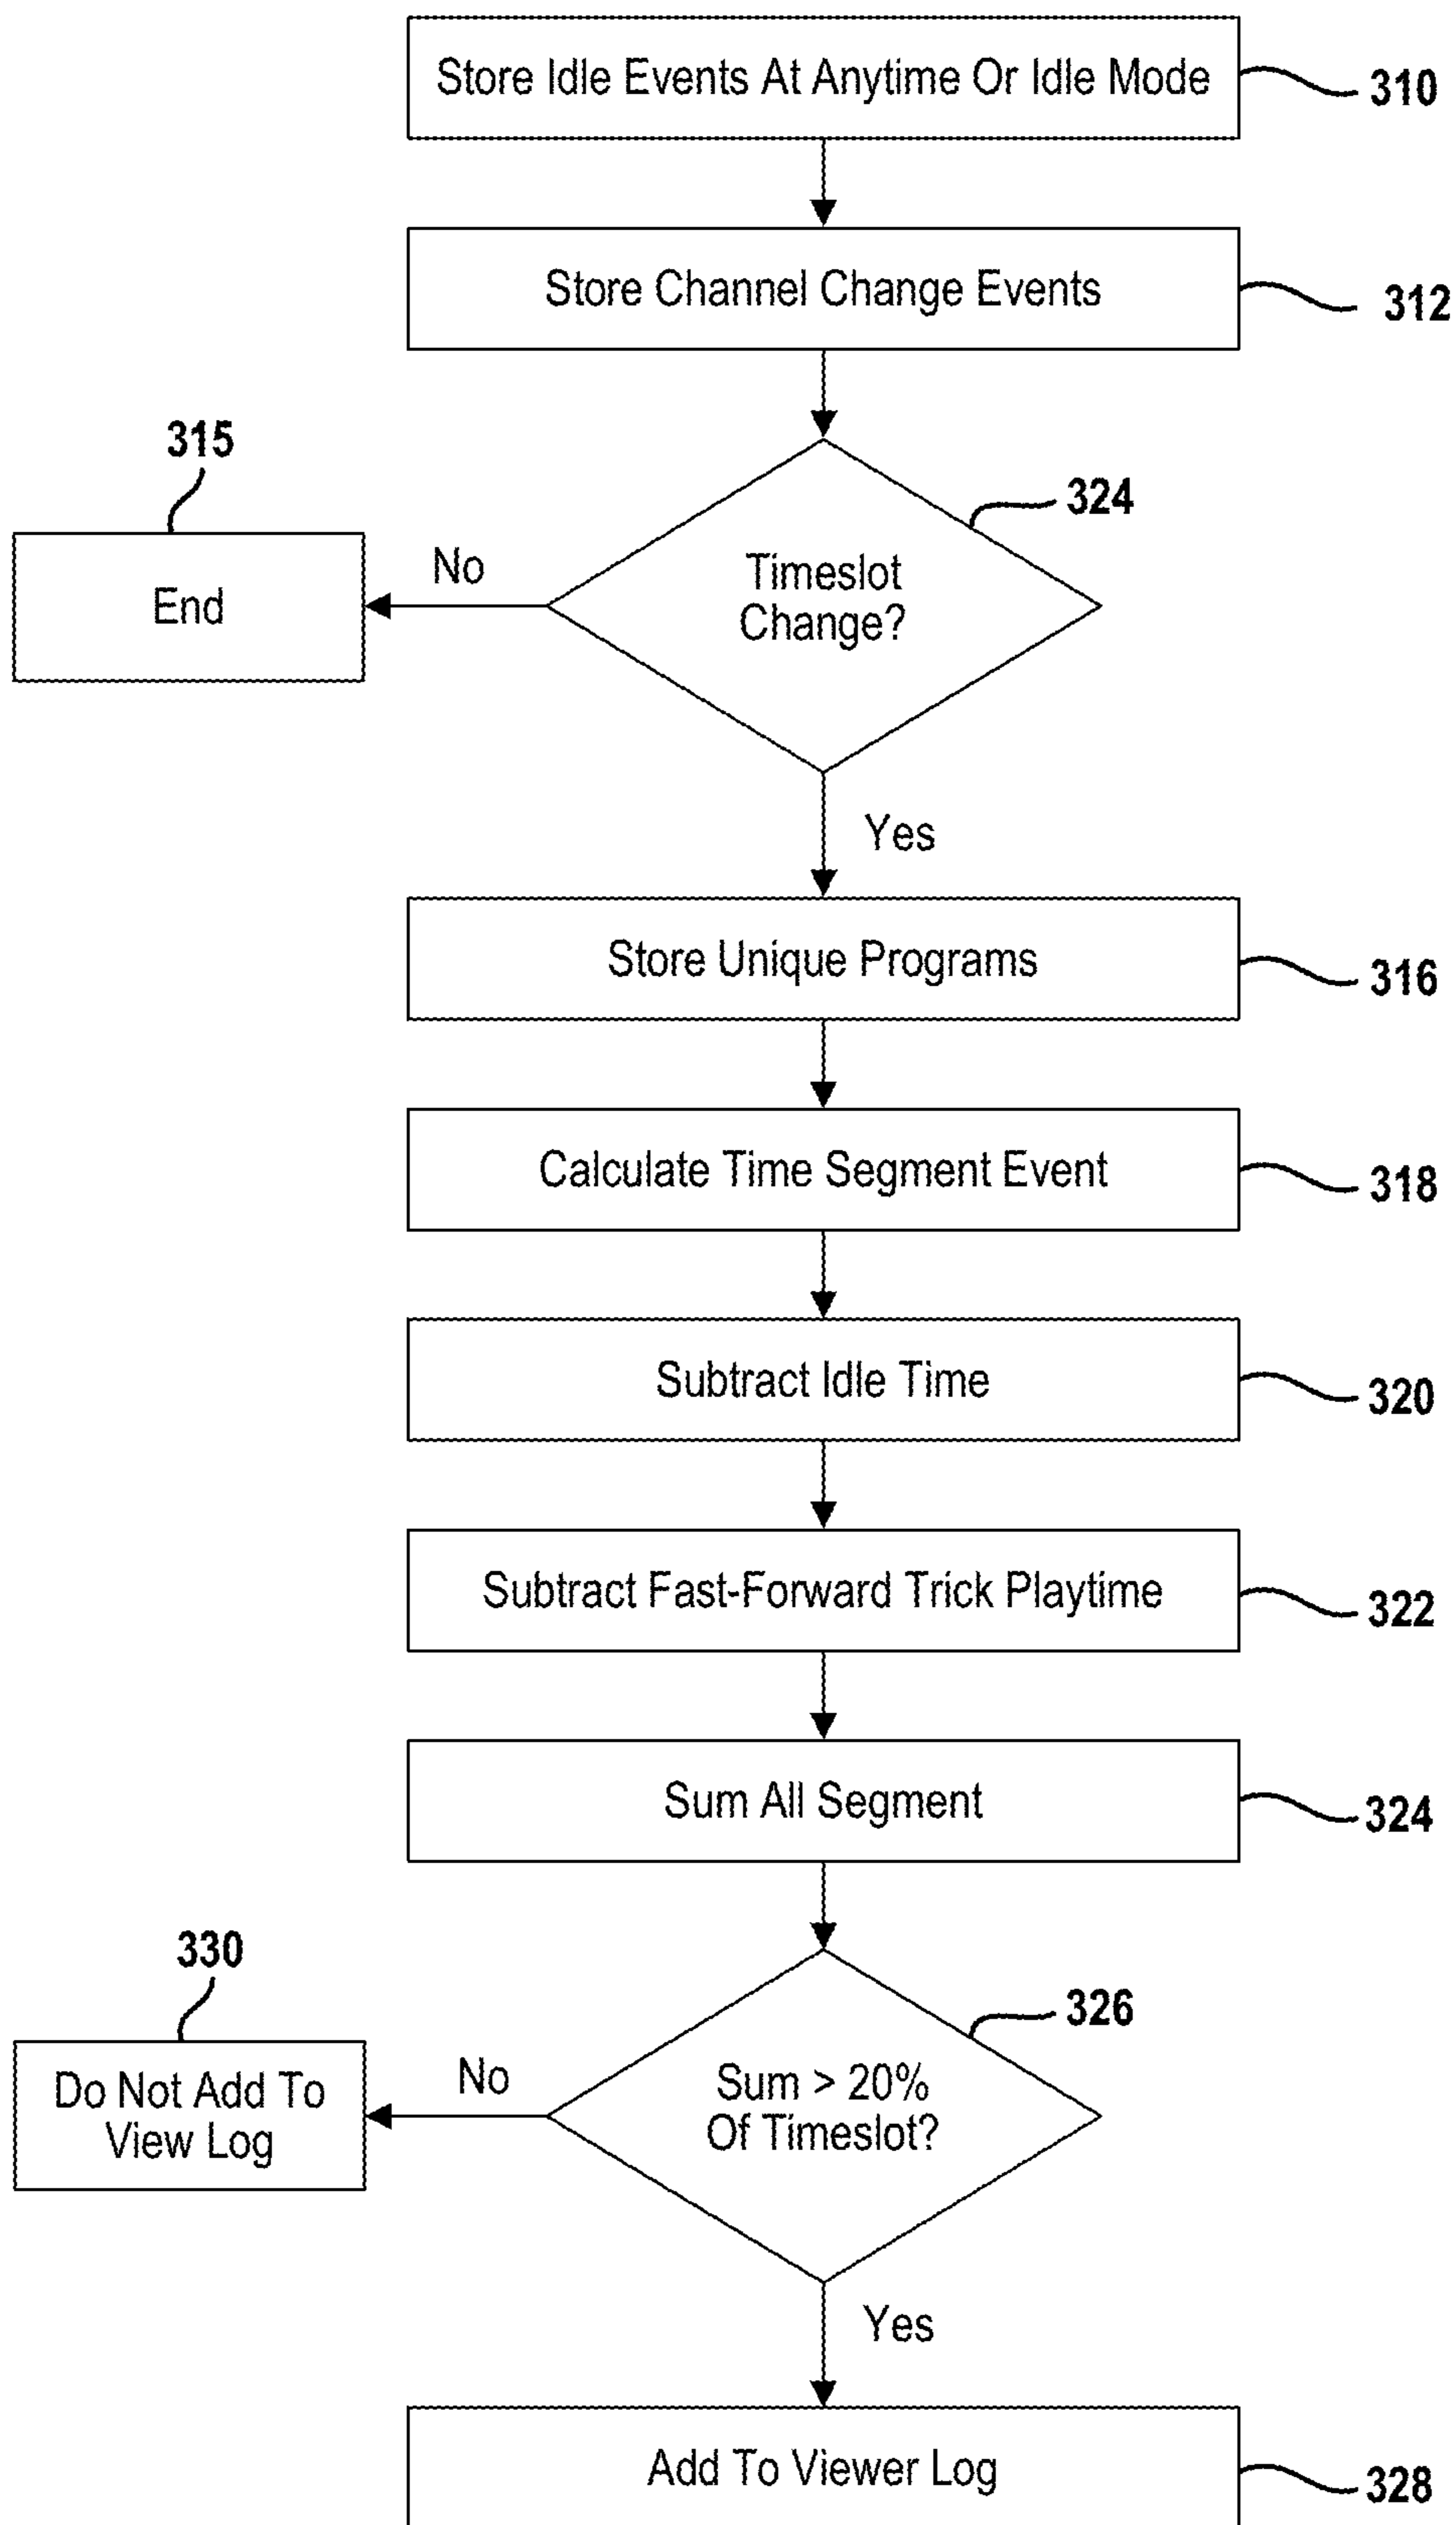 Store Idle Events At Anytime Or Idle Mode
310
Store Channel Change Events
312
315
324
End
No
Timeslot
Change?
Yes
Store Unique Programs
316
Calculate Time Segment Event
318
Subtract Idle Time
320
Subtract Fast-Forward Trick Playtime
322
Sum All Segment
324
330
326
Do Not Add To
View Log
No
Sum > 20%
Of Timeslot?
Yes
Add To Viewer Log
328